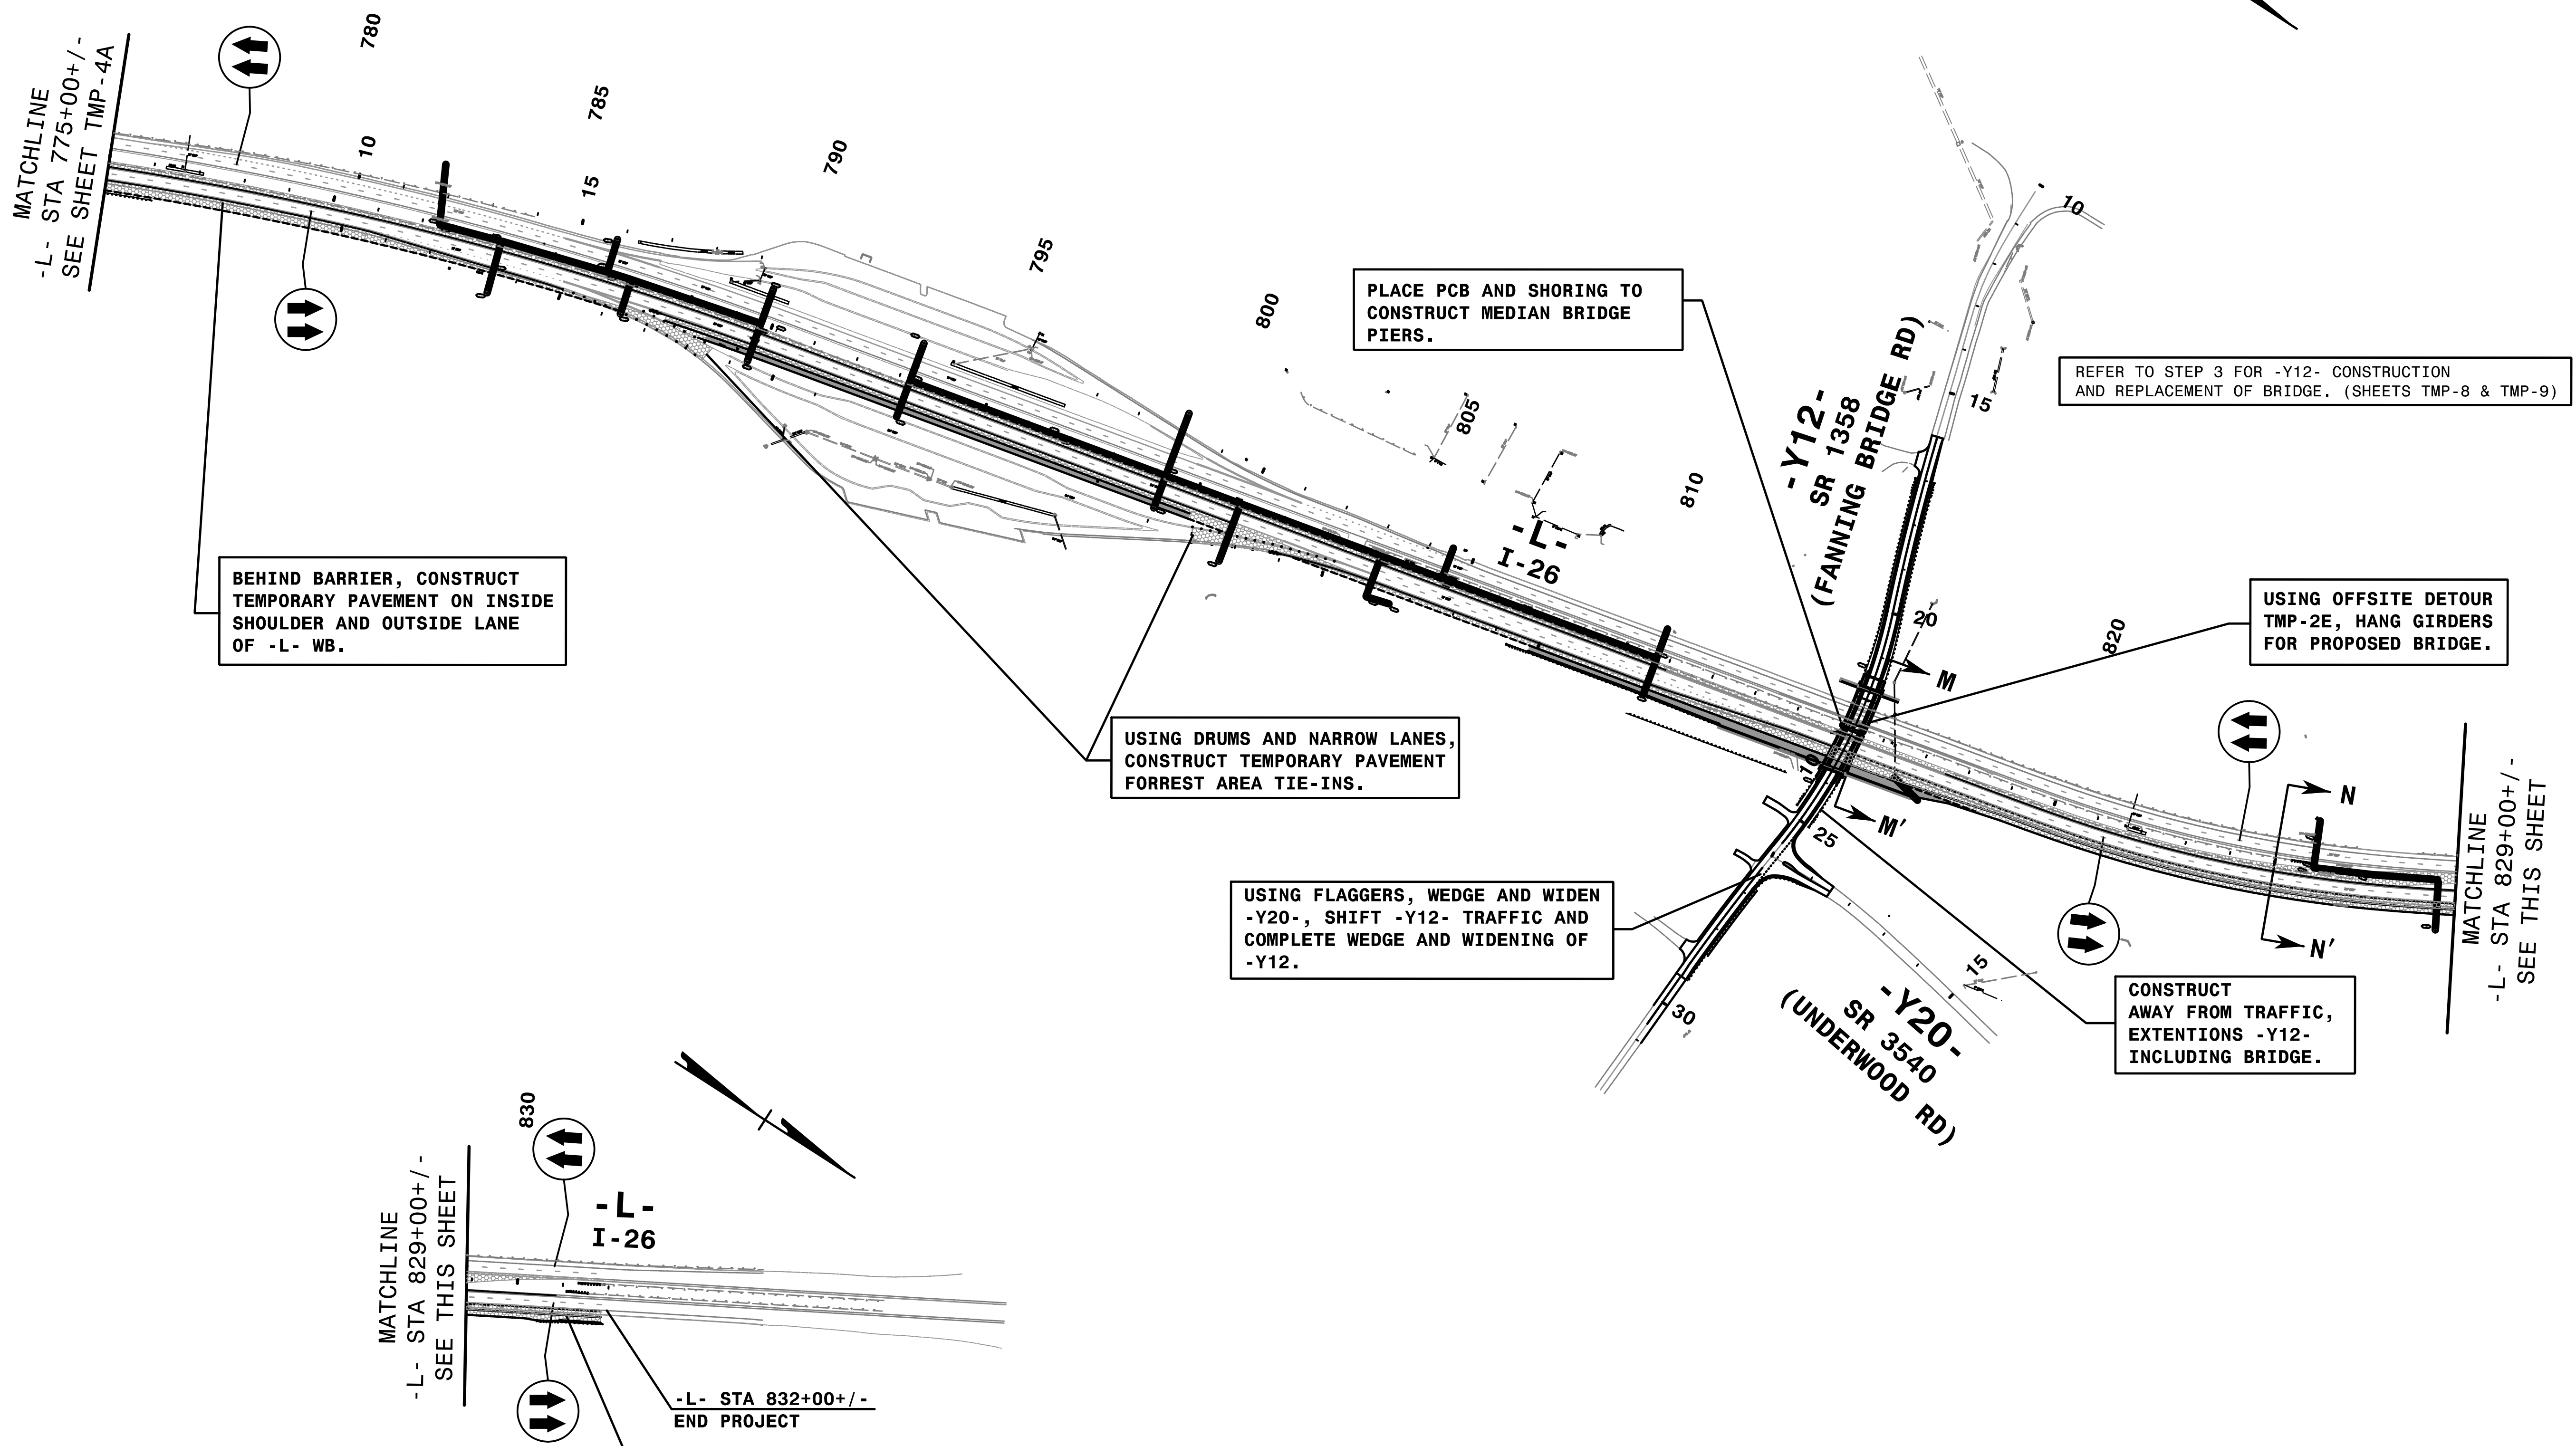 MATCHLINE
-L- STA 775+00+/-
SEE SHEET TMP-4A
780
785
790
795
800
805
810
820
10
15
PLACE PCB AND SHORING TO
CONSTRUCT MEDIAN BRIDGE
PIERS.
-Y12-
SR 1358
(FANNING BRIDGE RD)
10
15
20
25
30
REFER TO STEP 3 FOR -Y12- CONSTRUCTION
AND REPLACEMENT OF BRIDGE. (SHEETS TMP-8 & TMP-9)
-L-
I-26
BEHIND BARRIER, CONSTRUCT
TEMPORARY PAVEMENT ON INSIDE
SHOULDER AND OUTSIDE LANE
OF -L- WB.
USING OFFSITE DETOUR
TMP-2E, HANG GIRDERS
FOR PROPOSED BRIDGE.
M
M'
10
N
N'
USING DRUMS AND NARROW LANES,
CONSTRUCT TEMPORARY PAVEMENT
FORREST AREA TIE-INS.
USING FLAGGERS, WEDGE AND WIDEN
-Y20-, SHIFT -Y12- TRAFFIC AND
COMPLETE WEDGE AND WIDENING OF
-Y12.
CONSTRUCT
AWAY FROM TRAFFIC,
EXTENTIONS -Y12-
INCLUDING BRIDGE.
15
-Y20-
SR 3540
(UNDERWOOD RD)
MATCHLINE
-L- STA 829+00+/-
SEE THIS SHEET
MATCHLINE
-L- STA 829+00+/-
SEE THIS SHEET
830
-L-
I-26
-L- STA 832+00+/-
END PROJECT